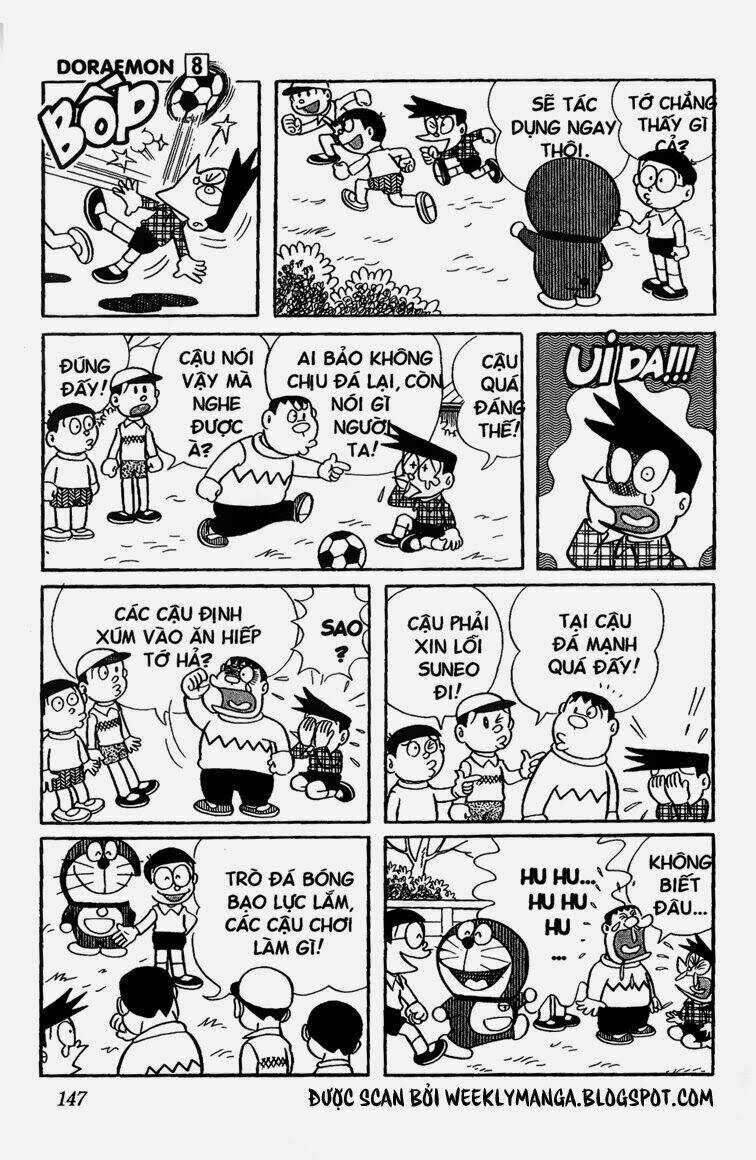 DORAEMON 8
TỚ CHẲNG
THẤY GÌ
CẢ?
SẼ TÁC
DỤNG NGAY
THÔI.
BỐP
UI DA!!!
CẬU
QUÁ
ĐÁNG
THẾ!
AI BẢO KHÔNG
CHỊU ĐÁ LẠI, CÒN
NÓI GÌ
NGƯỜI
TA!
CẬU NÓI
VẬY MÀ
NGHE
ĐƯỢC
À?
ĐÚNG
ĐẤY!
TẠI CẬU
ĐÁ MẠNH
QUÁ ĐẤY!
CẬU PHẢI
XIN LỖI
SUNEO
ĐI!
SAO
?
CÁC CẬU ĐỊNH
XÚM VÀO ĂN HIẾP
TỚ HẢ?
KHÔNG
BIẾT
ĐÂU...
HU HU...
HU HU
HU
...
TRÒ ĐÁ BÓNG
BẠO LỰC LẮM,
CÁC CẬU CHƠI
LÀM GÌ!
147
ĐƯỢC SCAN BỞI WEEKLYMANGA.BLOGSPOT.COM